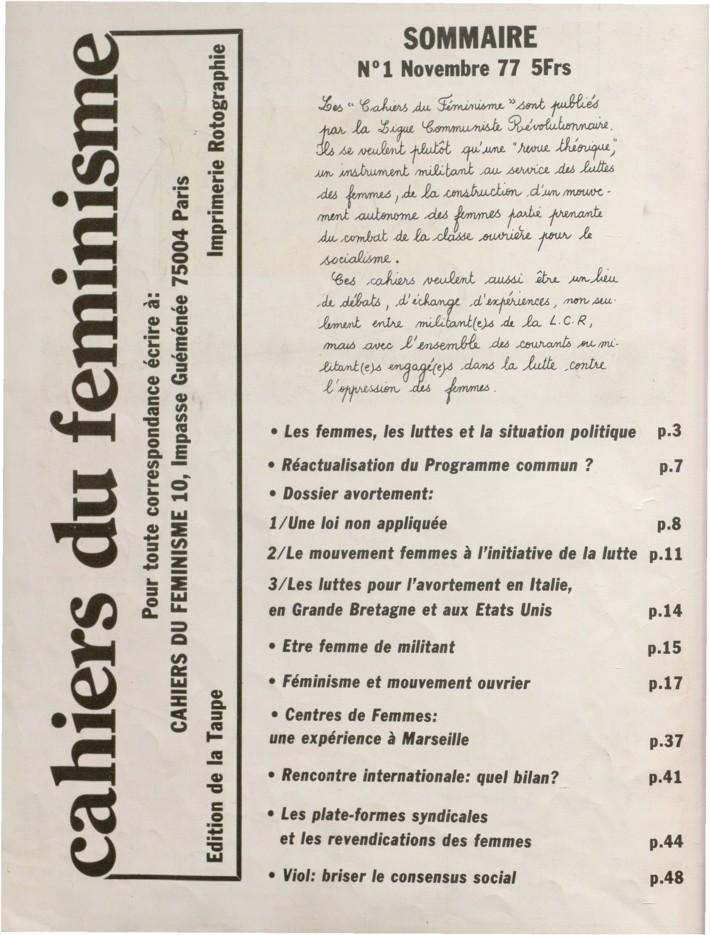 cahiers du feminisme
Pour toute correspondance écrire à:
CAHIERS DU FEMINISME 10, Impasse Guéménée 75004 Paris
Edition de la Taupe
Imprimerie Rotographie
SOMMAIRE
N°1 Novembre 77 5Frs
Les "Cahiers du Féminisme" sont publiés
par la Ligue Communiste Révolutionnaire.
Ils se veulent plutôt qu'une "revue théorique",
un instrument militant au service des luttes
des femmes, de la construction d'un mouve-
ment autonome des femmes partie prenante
du combat de la classe ouvrière pour le
socialisme.
Ces cahiers veulent aussi être un lieu
de débats, d'échange d'expériences, non seu-
lement entre militant(e)s de la L.C.R,
mais avec l'ensemble des courants ou mi-
litant(e)s engagé(e)s dans la lutte contre
l'oppression des femmes.
• Les femmes, les luttes et la situation politique p.3
• Réactualisation du Programme commun ? p.7
• Dossier avortement:
1/Une loi non appliquée p.8
2/Le mouvement femmes à l'initiative de la lutte p.11
3/Les luttes pour l'avortement en Italie,
en Grande Bretagne et aux Etats Unis p.14
• Etre femme de militant p.15
• Féminisme et mouvement ouvrier p.17
• Centres de Femmes:
une expérience à Marseille p.37
• Rencontre internationale: quel bilan? p.41
• Les plate-formes syndicales
et les revendications des femmes p.44
• Viol: briser le consensus social p.48